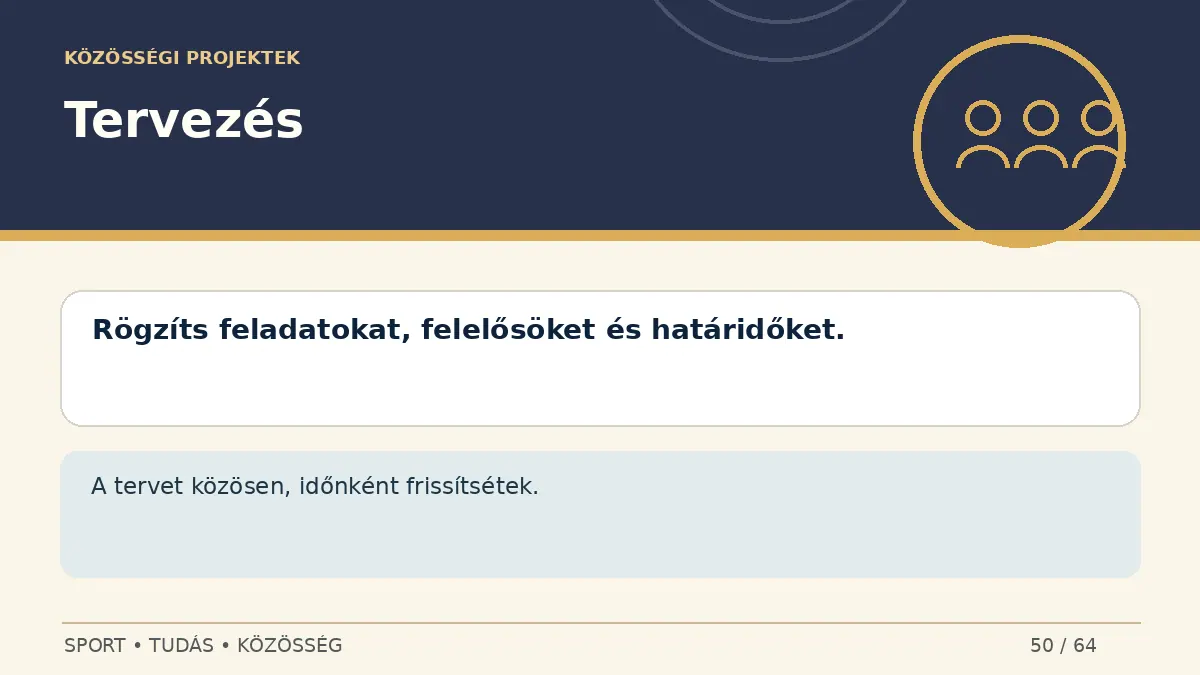 KÖZÖSSÉGI PROJEKTEK
Tervezés
Rögzíts feladatokat, felelősöket és határidőket.
A tervet közösen, időnként frissítsétek.
SPORT • TUDÁS • KÖZÖSSÉG
50 / 64